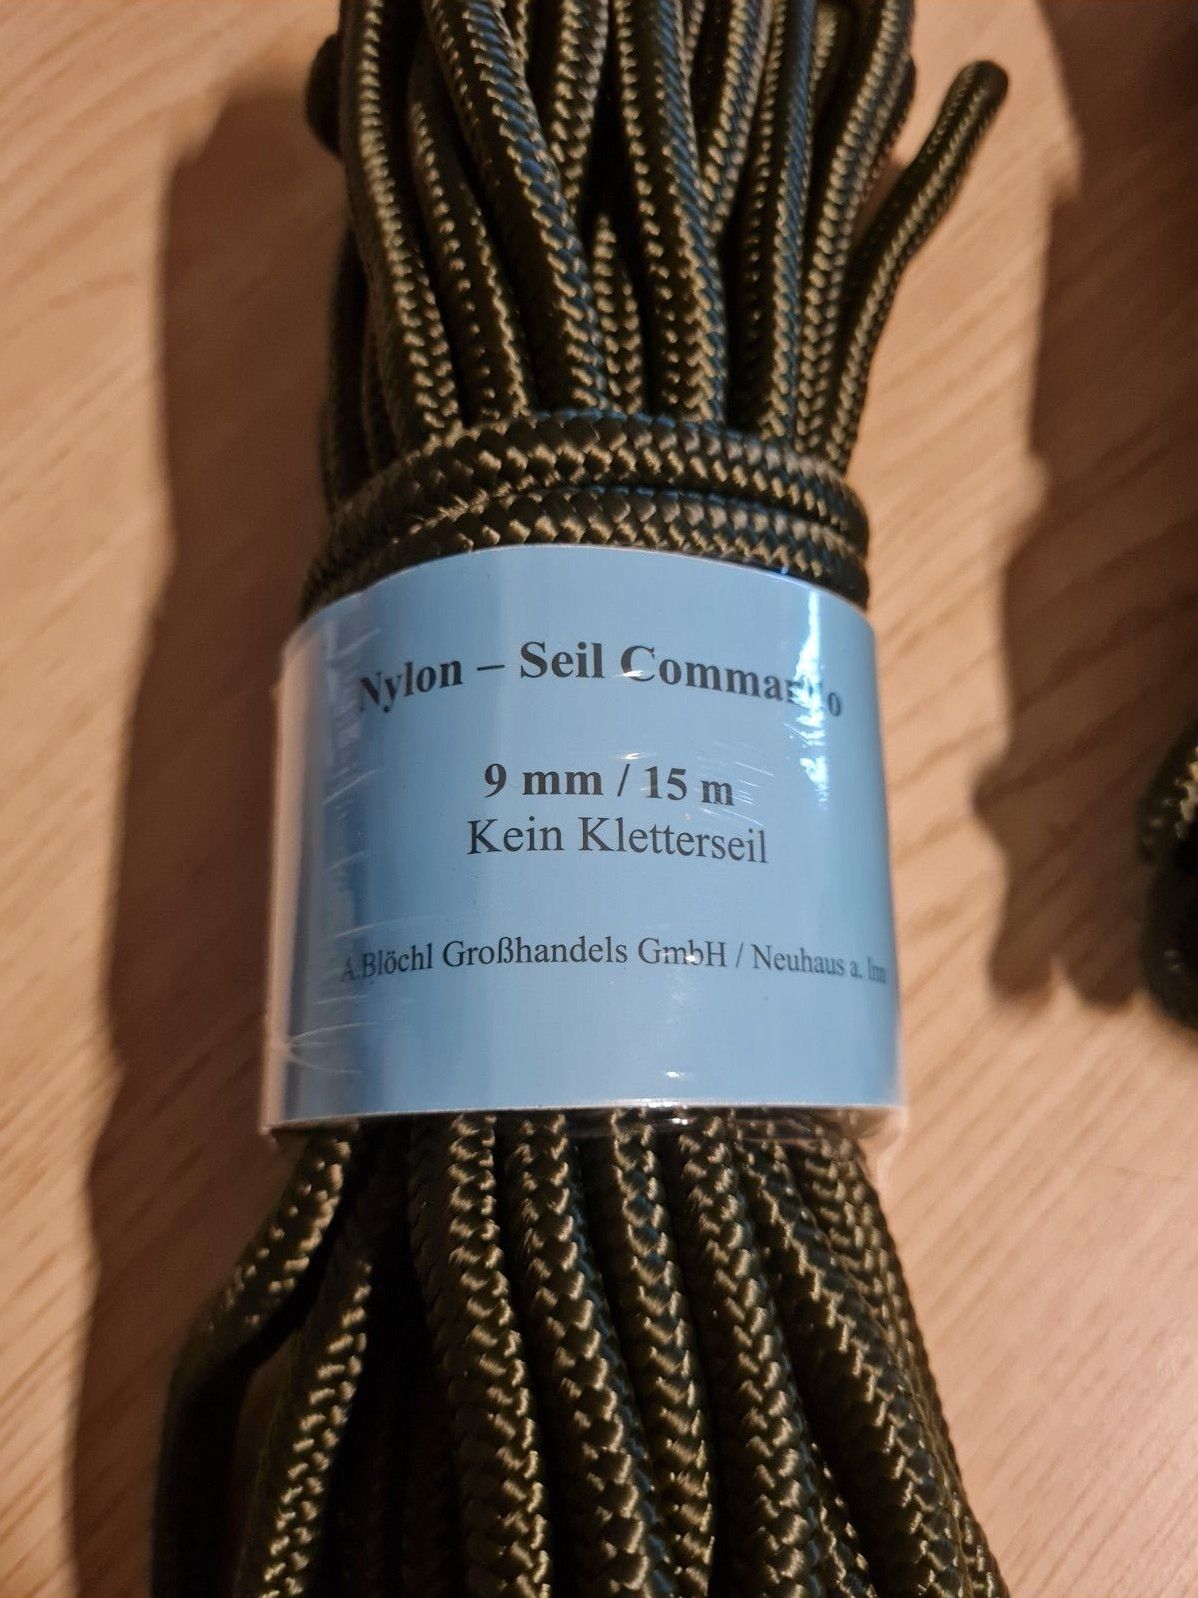 Nylon – Seil Commando
9 mm / 15 m
Kein Kletterseil
A.Blöchl Großhandels GmbH / Neuhaus a. Inn